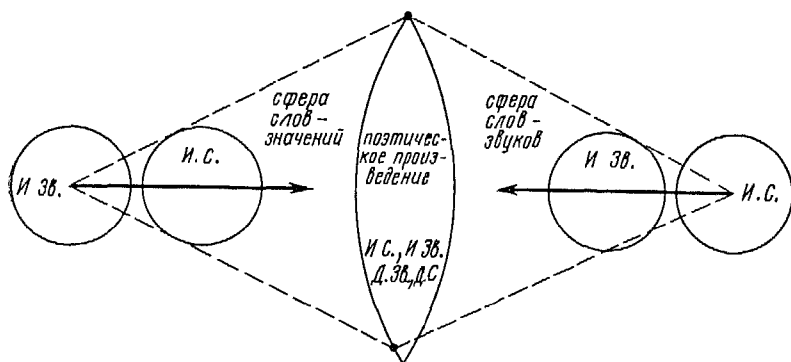 И Зв.
И. С.
сфера
слов -
значений
поэтичес-
кое произ-
ведение
И С., И Зв.
Д. Зв., Д. С
сфера
слов -
звуков
И Зв.
И. С.